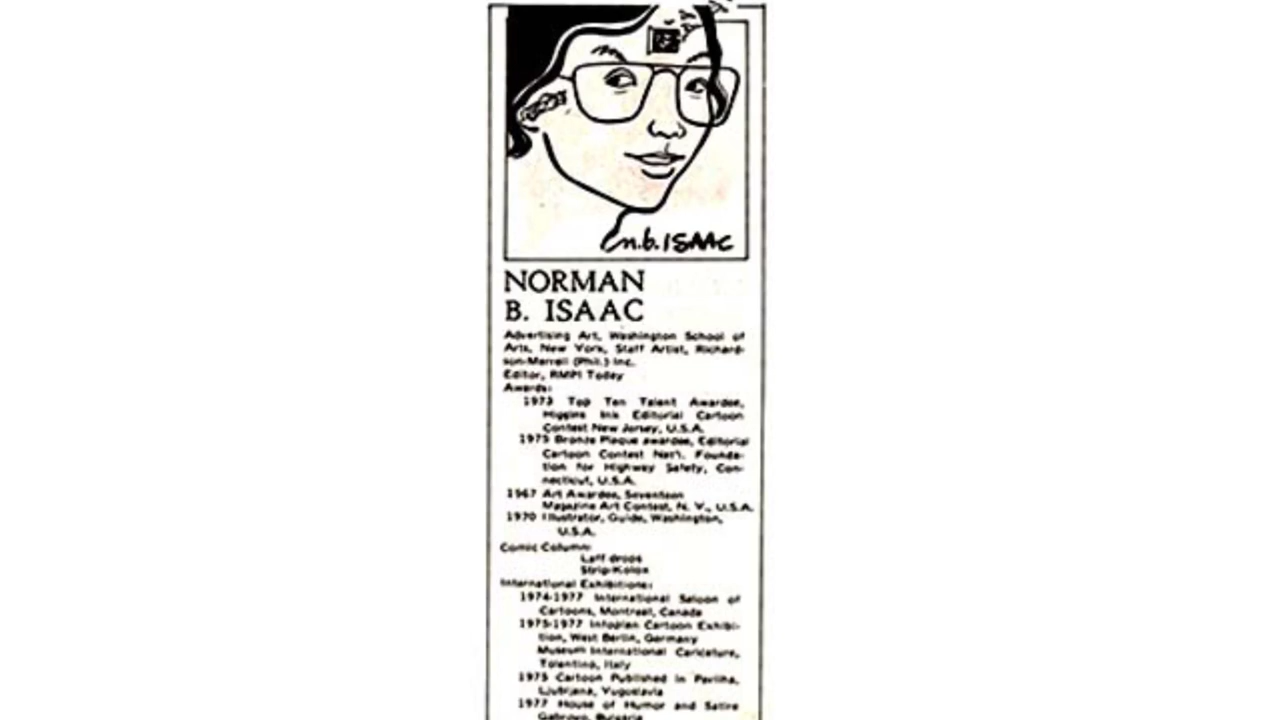 n.b. ISAAC
NORMAN
B. ISAAC
Advertising Art, Washington School of
Arts, New York, Staff Artist, Richard-
son-Merrell (Phil.) Inc.
Editor, RMPI Today
Awards:
1973 Top Ten Talent Awardee,
Higgins Ink Editorial Cartoon
Contest New Jersey, U.S.A.
1975 Bronze Plaque awardee, Editorial
Cartoon Contest Nat'l. Founda-
tion for Highway Safety, Con-
necticut, U.S.A.
1967 Art Awardee, Seventeen
Magazine Art Contest, N. Y., U.S.A.
1970 Illustrator, Guide, Washington,
U.S.A.
Comic Column:
Laff drops
Strip-Kolon
International Exhibitions:
1974-1977 International Saloon of
Cartoons, Montreal, Canada
1975-1977 Intoplan Cartoon Exhibi-
tion, West Berlin, Germany
Museum International Caricature,
Tolentino, Italy
1975 Cartoon Published in
Ljubljana, Yugoslavia
1977 House of Humor and Satire
Gabrovo, Bulgaria